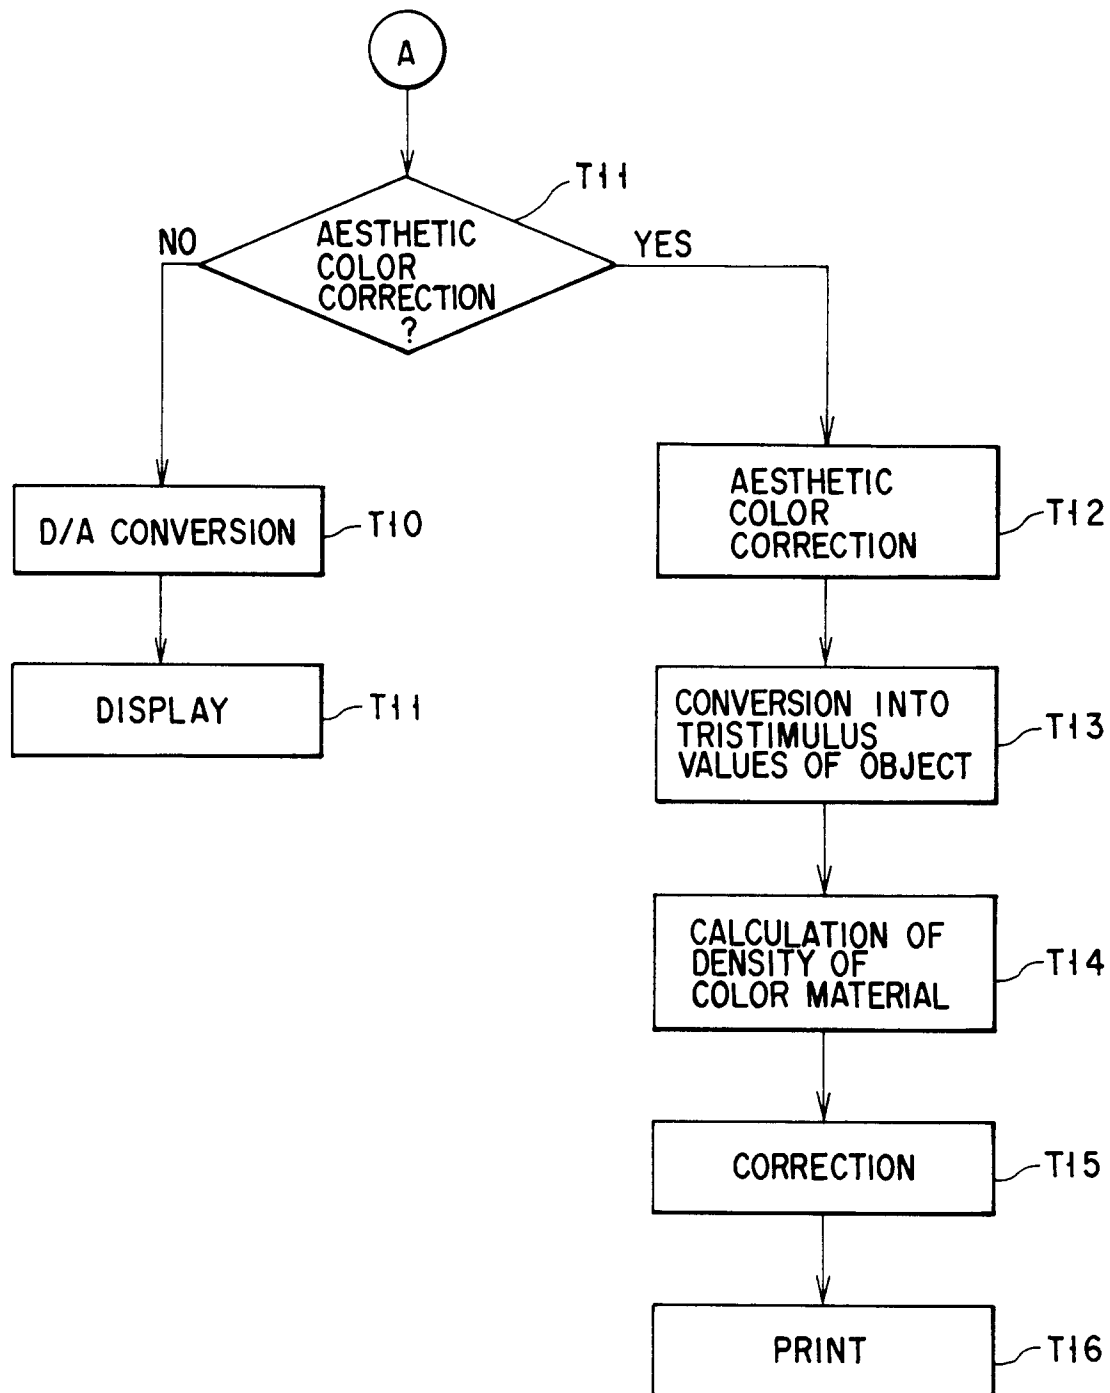 A
T11
NO
AESTHETIC
COLOR
CORRECTION
?
YES
D/A CONVERSION
T10
AESTHETIC
COLOR
CORRECTION
T12
DISPLAY
T11
CONVERSION INTO
TRISTIMULUS
VALUES OF OBJECT
T13
CALCULATION OF
DENSITY OF
COLOR MATERIAL
T14
CORRECTION
T15
PRINT
T16